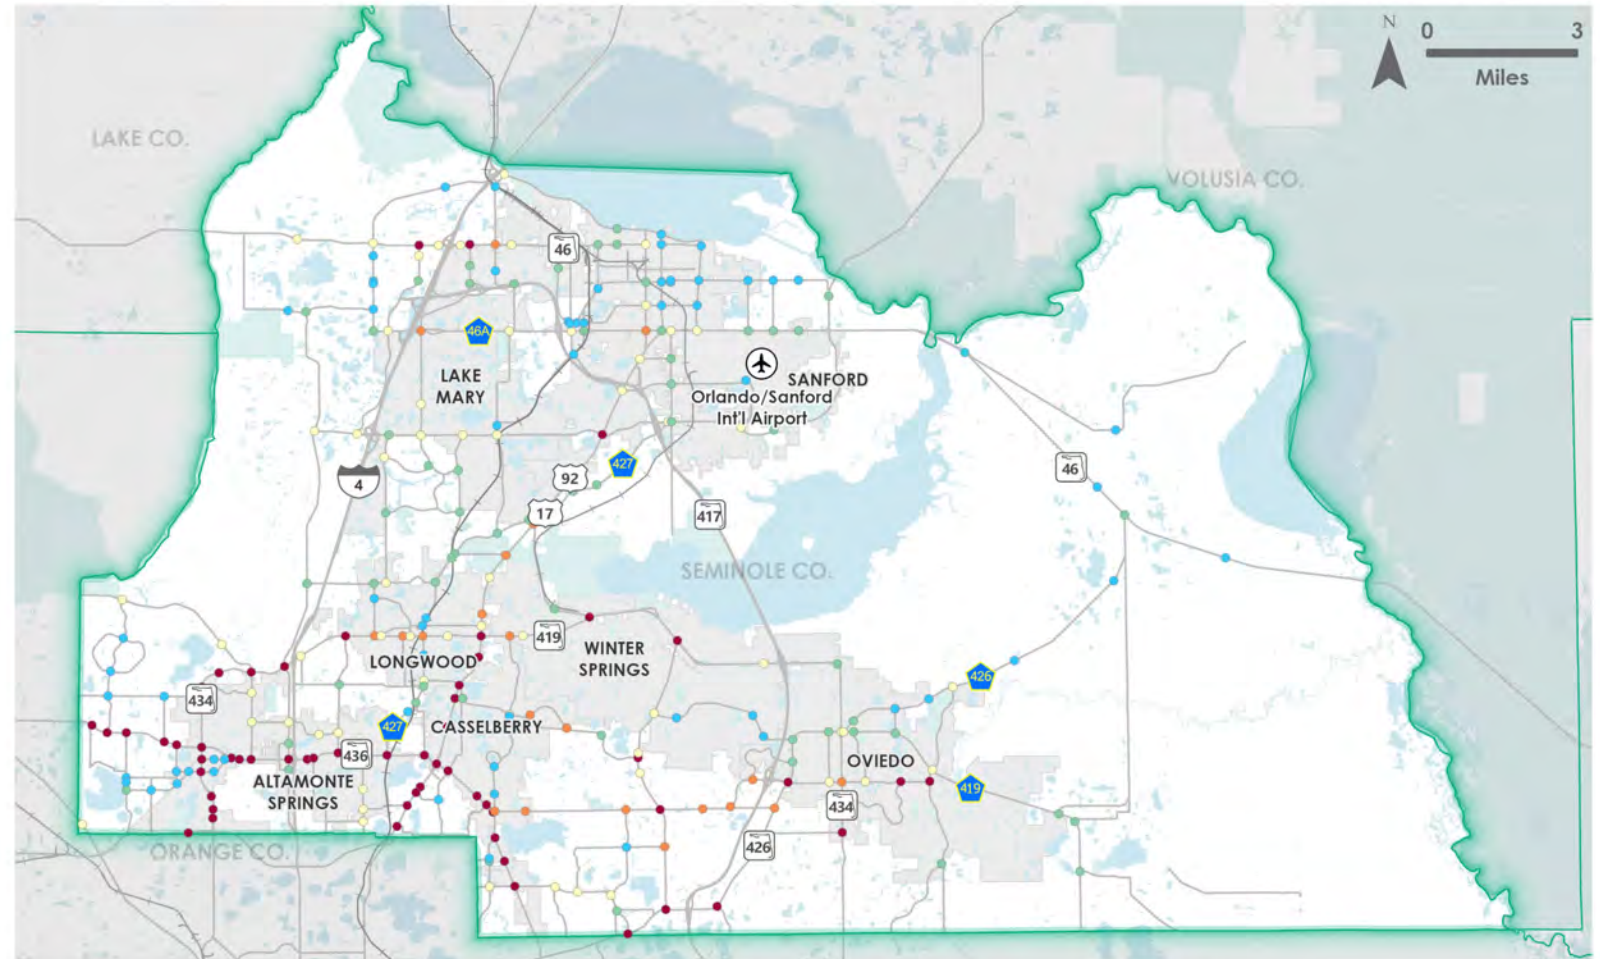 N
0 3
Miles
LAKE CO.
VOLUSIA CO.
46
46A
LAKE
MARY
SANFORD
Orlando/Sanford
Int'l Airport
4
92
427
46
17
417
SEMINOLE CO.
419
WINTER
SPRINGS
LONGWOOD
426
434
427
CASSELBERRY
436
OVIEDO
ALTAMONTE
SPRINGS
419
434
426
ORANGE CO.